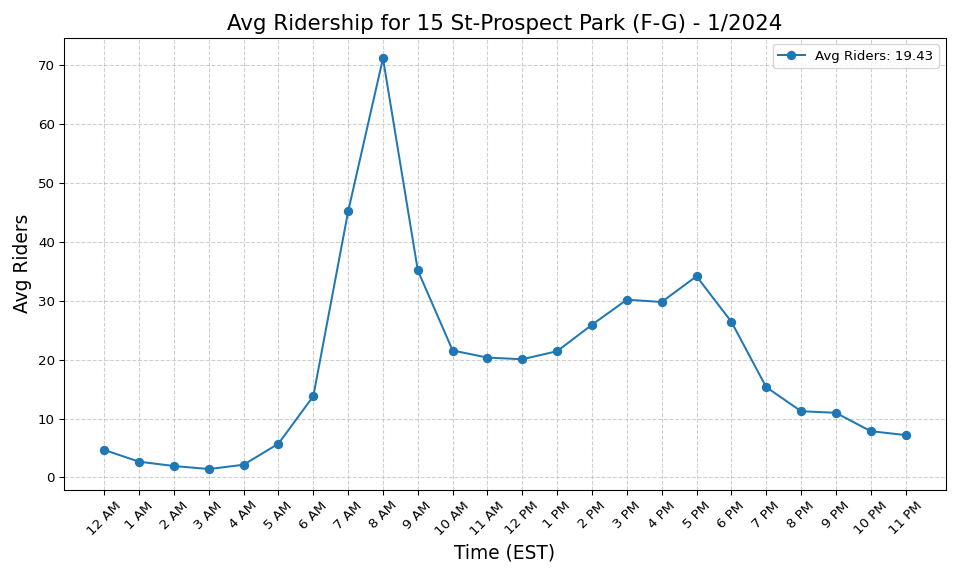 Avg Ridership for 15 St-Prospect Park (F-G) - 1/2024
Avg Riders: 19.43
Avg Riders
70
60
50
40
30
20
10
0
12 AM
1 AM
2 AM
3 AM
4 AM
5 AM
6 AM
7 AM
8 AM
9 AM
10 AM
11 AM
12 PM
1 PM
2 PM
3 PM
4 PM
5 PM
6 PM
7 PM
8 PM
9 PM
10 PM
11 PM
Time (EST)